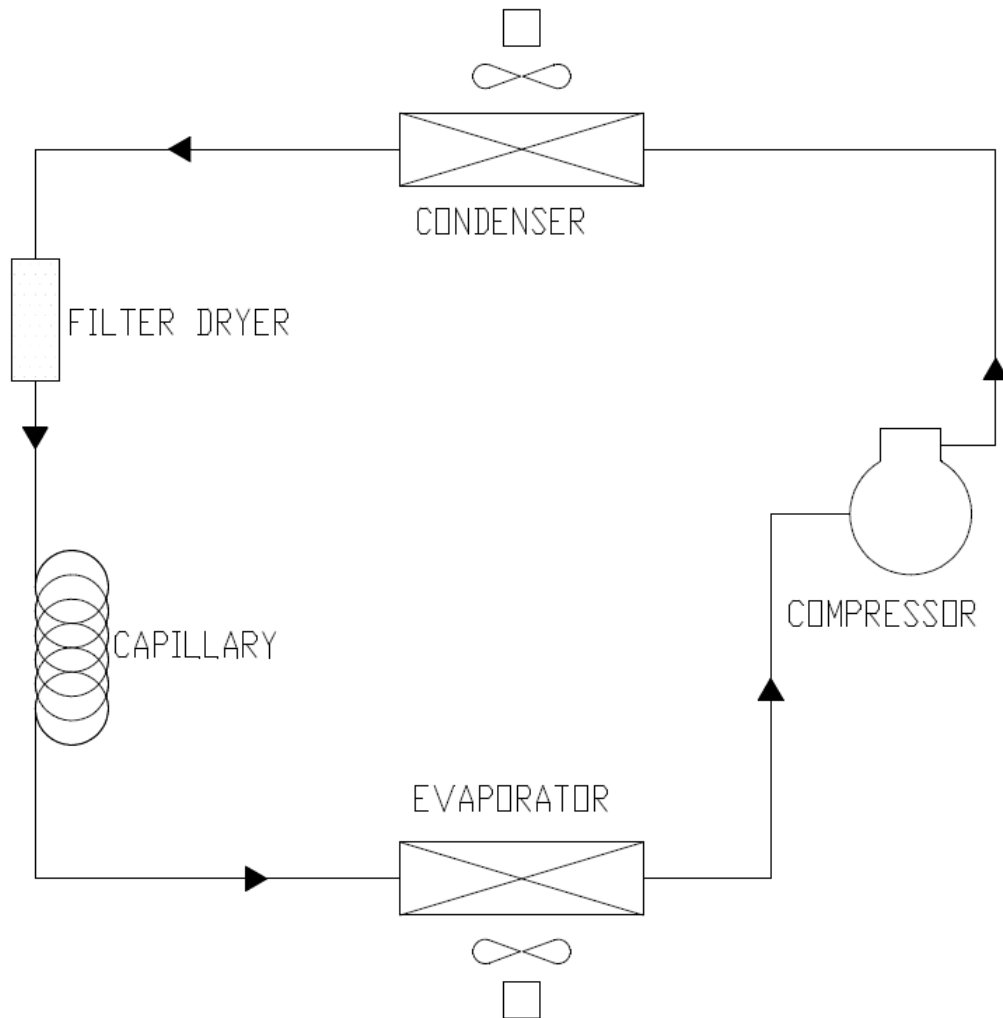 CONDENSER
FILTER DRYER
COMPRESSOR
CAPILLARY
EVAPORATOR